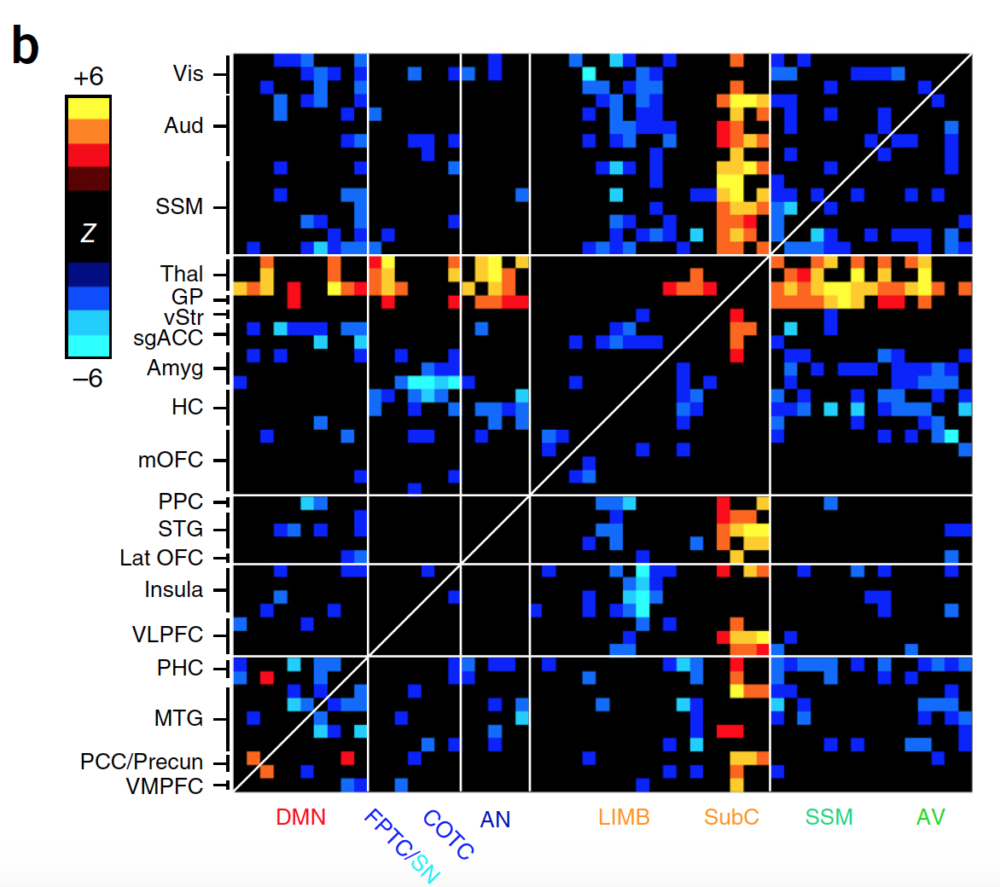 b
+6
Z
−6
Vis
Aud
SSM
Thal
GP
vStr
sgACC
Amyg
HC
mOFC
PPC
STG
Lat OFC
Insula
VLPFC
PHC
MTG
PCC/Precun
VMPFC
DMN
FPTC/SN
COTC
AN
LIMB
SubC
SSM
AV